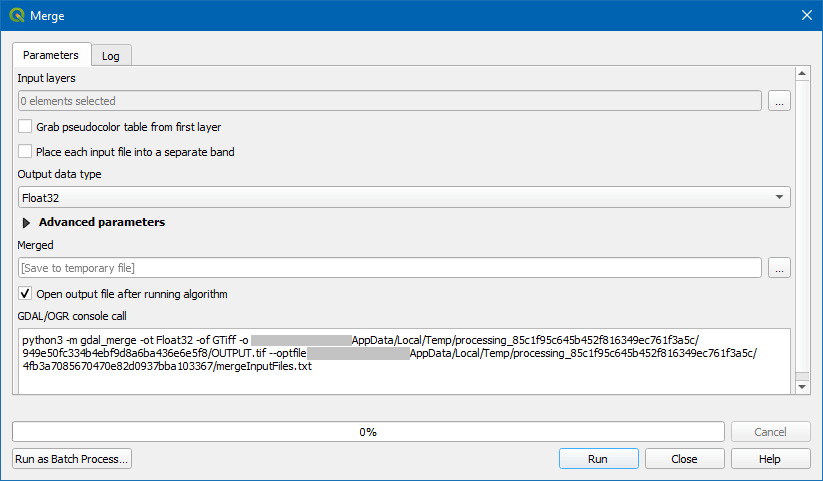 Merge
Parameters
Log
Input layers
0 elements selected
...
Grab pseudocolor table from first layer
Place each input file into a separate band
Output data type
Float32
Advanced parameters
Merged
[Save to temporary file]
...
Open output file after running algorithm
GDAL/OGR console call
python3 -m gdal_merge -ot Float32 -of GTiff -o AppData/Local/Temp/processing_85c1f95c645b452f816349ec761f3a5c/
949e50fc334b4ebf9d8a6ba436e6e5f8/OUTPUT.tif --optfile AppData/Local/Temp/processing_85c1f95c645b452f816349ec761f3a5c/
4fb3a7085670470e82d0937bba103367/mergeInputFiles.txt
0%
Cancel
Run as Batch Process...
Run
Close
Help